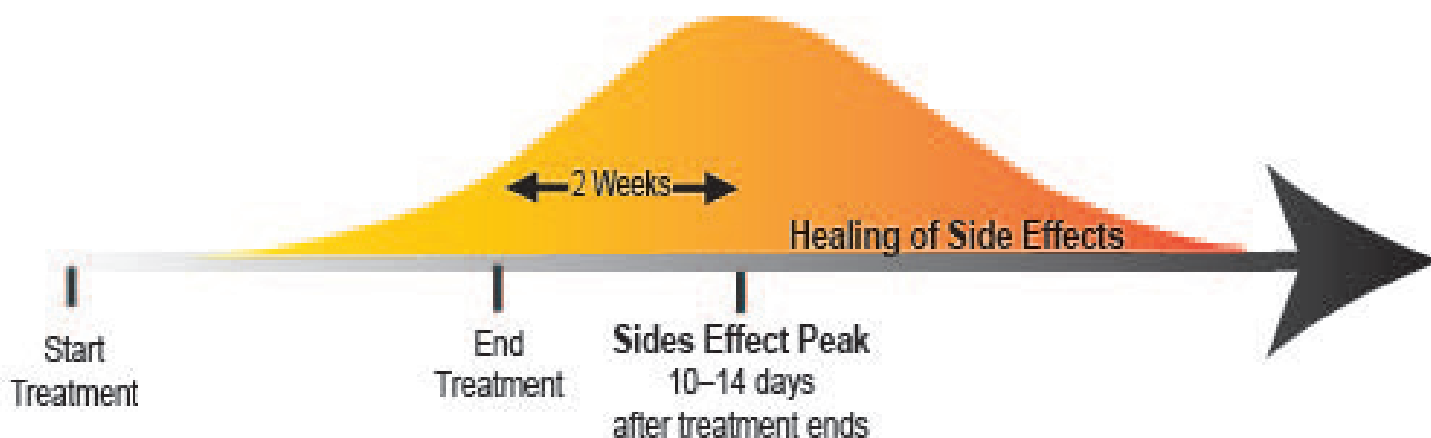 2 Weeks
Healing of Side Effects
Start
Treatment
End
Treatment
Sides Effect Peak
10–14 days
after treatment ends